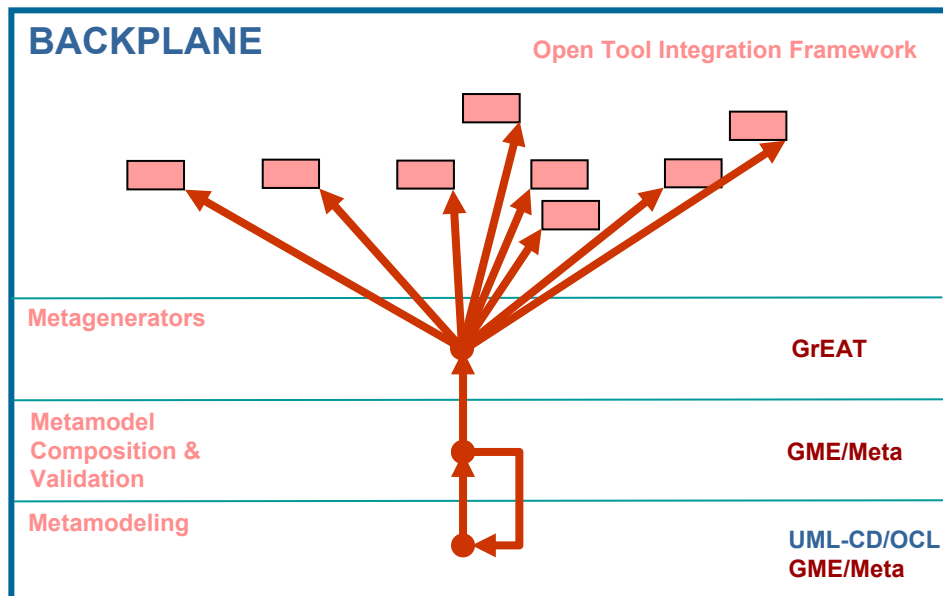 BACKPLANE
Open Tool Integration Framework
Metagenerators
GrEAT
Metamodel
Composition &
Validation
GME/Meta
Metamodeling
UML-CD/OCL
GME/Meta